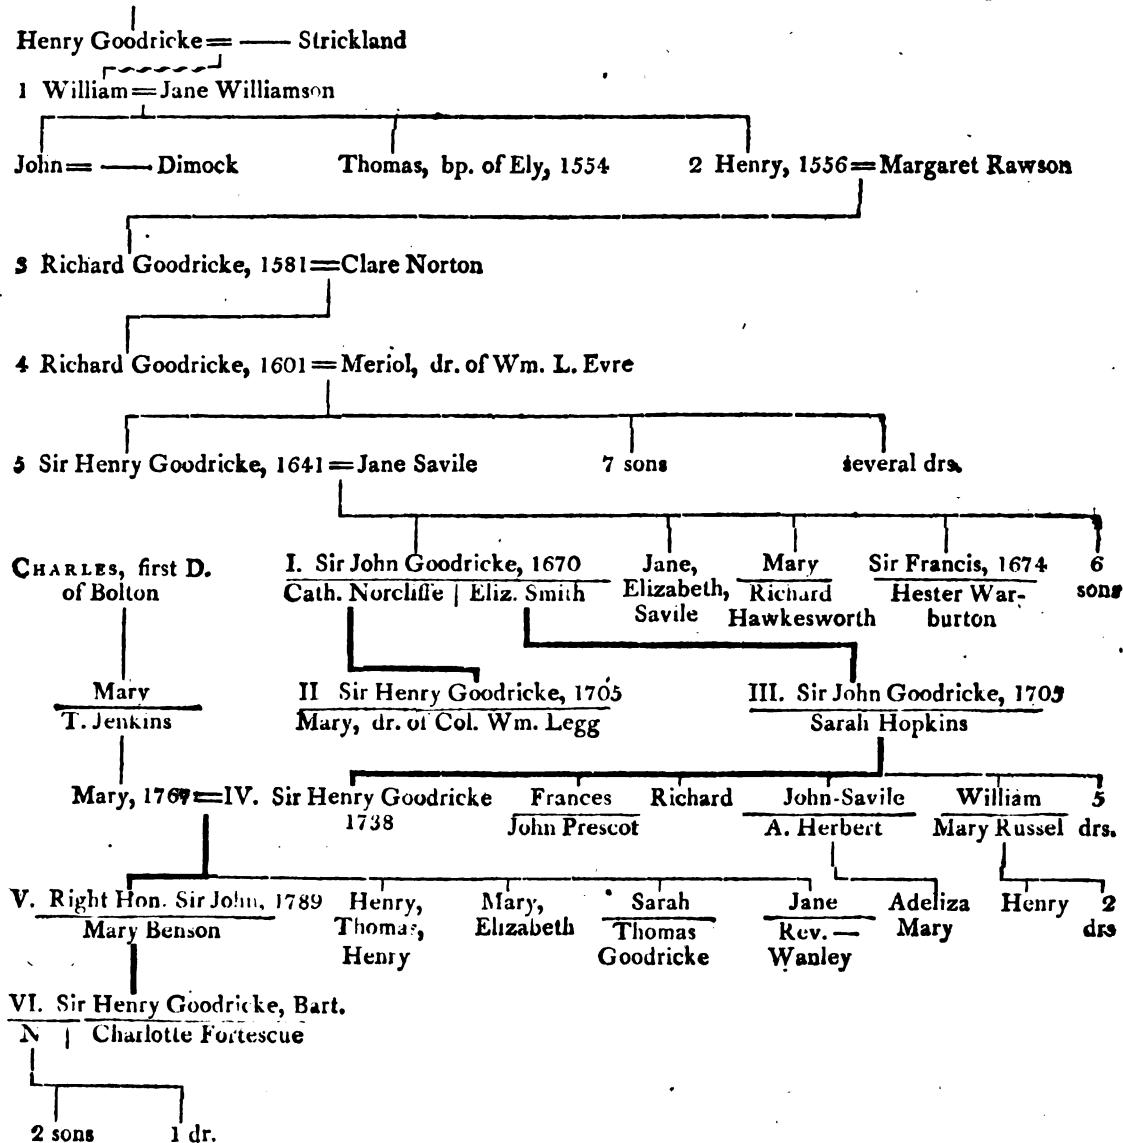 Henry Goodricke = —— Strickland
1 William = Jane Williamson
John = —— Dimock Thomas, bp. of Ely, 1554 2 Henry, 1556 = Margaret Rawson
3 Richard Goodricke, 1581 = Clare Norton
4 Richard Goodricke, 1601 = Meriol, dr. of Wm. L. Evre
5 Sir Henry Goodricke, 1641 = Jane Savile 7 sons several drs.
CHARLES, first D.
of Bolton
I. Sir John Goodricke, 1670
Cath. Norcliffe | Eliz. Smith
Jane,
Elizabeth,
Savile
Mary
Richard
Hawkesworth
Sir Francis, 1674
Hester War-
burton
6
sons
Mary
T. Jenkins
II Sir Henry Goodricke, 1705
Mary, dr. of Col. Wm. Legg
III. Sir John Goodricke, 1705
Sarah Hopkins
Mary, = IV. Sir Henry Goodricke
1738
Frances
John Prescot
Richard
John-Savile
A. Herbert
William
Mary Russel
5
drs.
V. Right Hon. Sir John, 1789
Mary Benson
Henry,
Thomas,
Henry
Mary,
Elizabeth
Sarah
Thomas
Goodricke
Jane
Rev. —
Wanley
Adeliza
Mary
Henry
2
drs
VI. Sir Henry Goodricke, Bart.
N | Charlotte Fortescue
2 sons 1 dr.